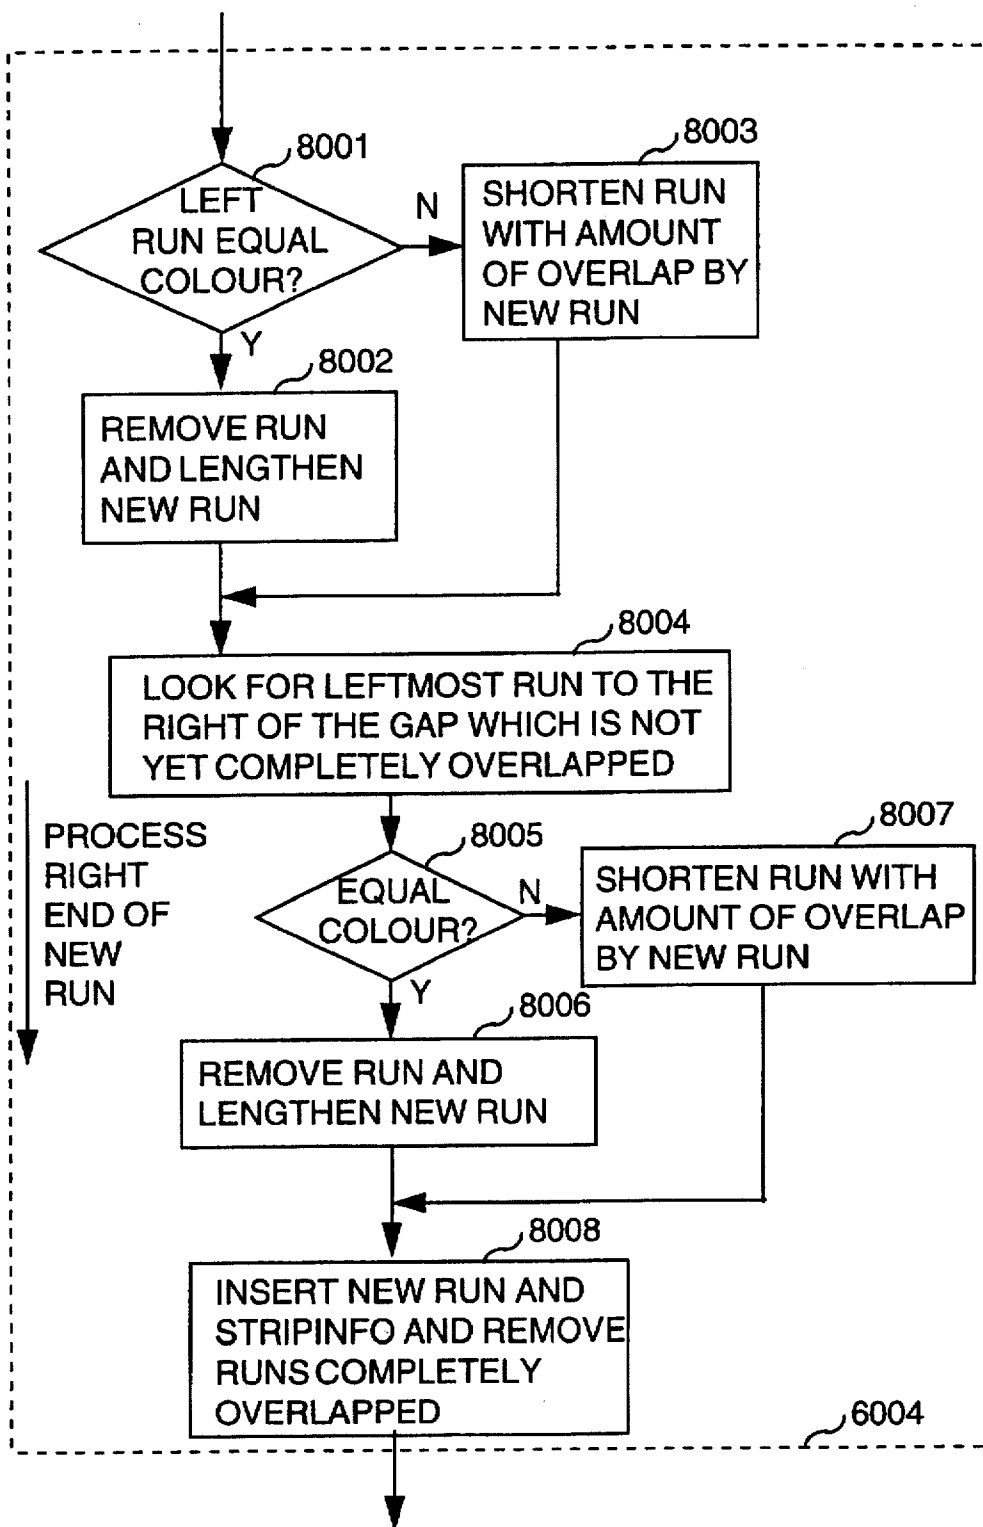 8001
LEFT
RUN EQUAL
COLOUR?
N
Y
8003
SHORTEN RUN
WITH AMOUNT
OF OVERLAP BY
NEW RUN
8002
REMOVE RUN
AND LENGTHEN
NEW RUN
8004
LOOK FOR LEFTMOST RUN TO THE
RIGHT OF THE GAP WHICH IS NOT
YET COMPLETELY OVERLAPPED
PROCESS
RIGHT
END OF
NEW
RUN
8005
EQUAL
COLOUR?
N
Y
8007
SHORTEN RUN WITH
AMOUNT OF OVERLAP
BY NEW RUN
8006
REMOVE RUN AND
LENGTHEN NEW RUN
8008
INSERT NEW RUN AND
STRIPINFO AND REMOVE
RUNS COMPLETELY
OVERLAPPED
6004